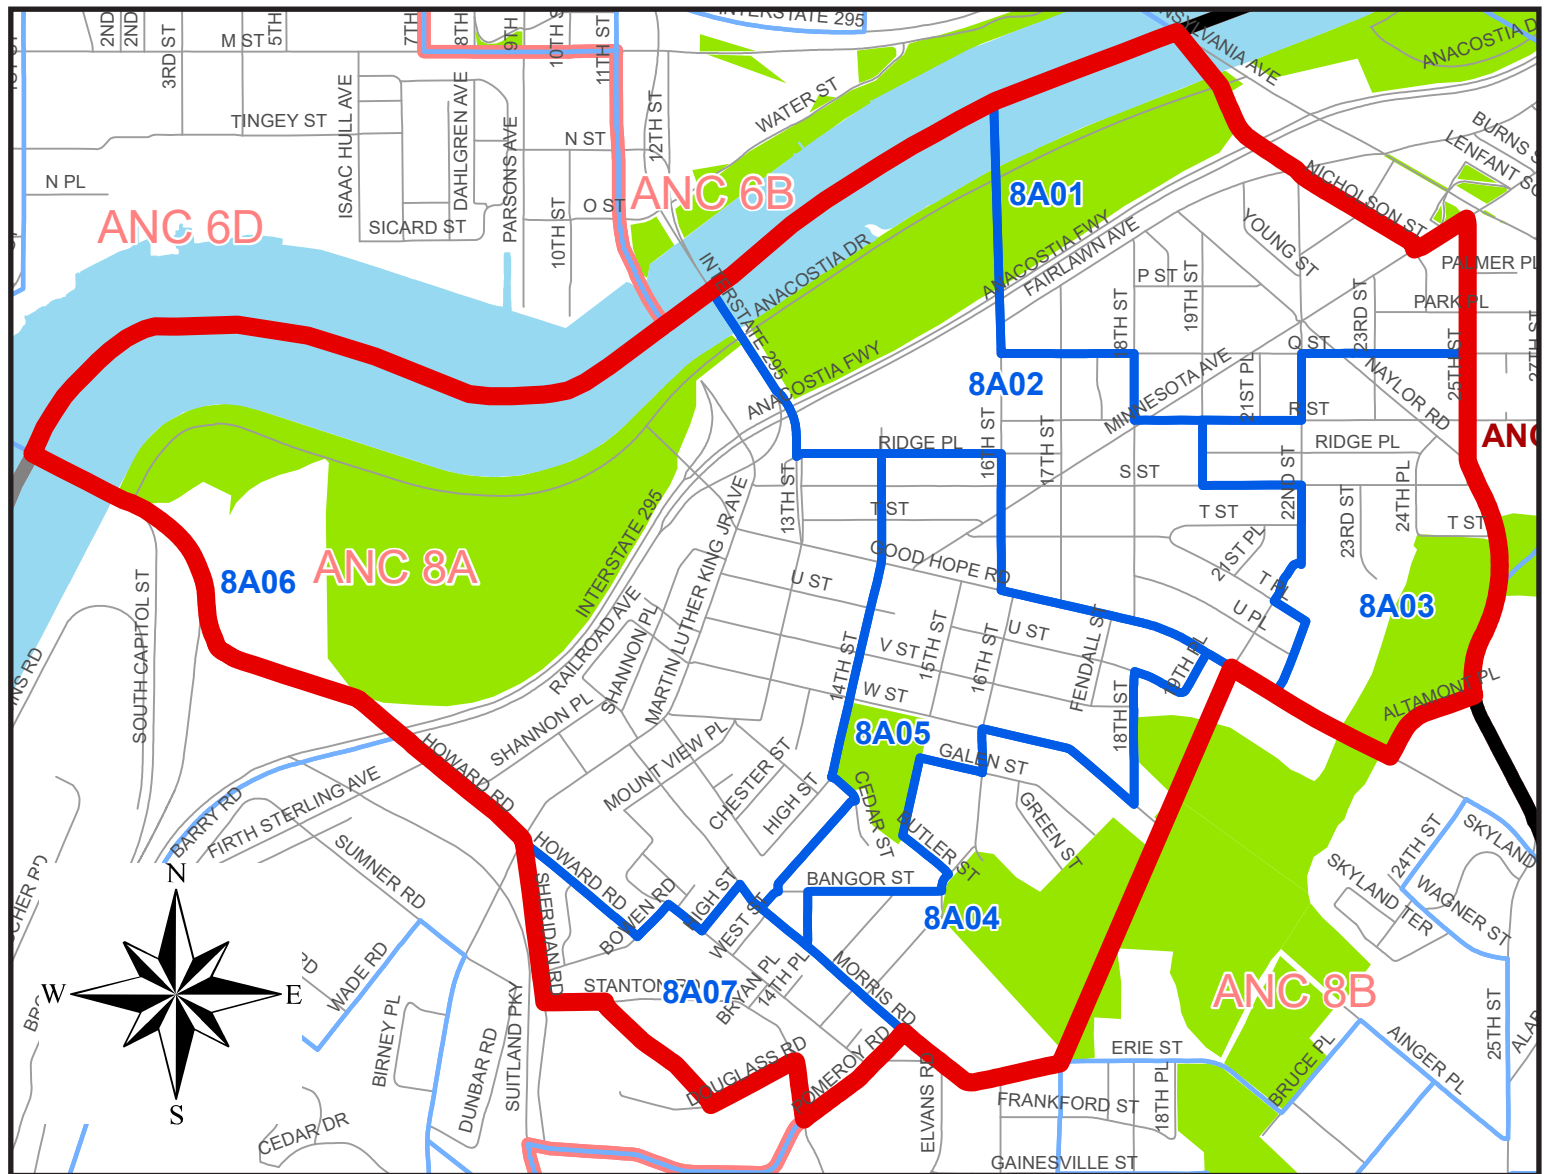 INTERSTATE 295
2ND
2ND
3RD ST
M ST
5TH
7TH
8TH
9TH
10TH S
11TH ST
12TH ST
WATER ST
ANACOSTIA D
TINGEY ST
ISAAC HULL AVE
DAHLGREN AVE
PARSONS AVE
N ST
BURNS S
LENFANT SQ
N PL
ANC 6D
SICARD ST
O ST
10TH ST
ANC 6B
8A01
NICHOLSON ST
YOUNG ST
ANACOSTIA DR
ANACOSTIA FWY
FAIRLAWN AVE
INTERSTATE 295
P ST
19TH ST
18TH ST
23RD ST
PALMER PL
PARK PL
Q ST
25TH ST
27TH ST
ANACOSTIA FWY
8A02
MINNESOTA AVE
21ST PL
NAYLOR RD
R ST
RIDGE PL
16TH ST
17TH ST
RIDGE PL
ANC
S ST
22ND ST
24TH PL
13TH ST
T ST
T ST
23RD ST
T ST
MARTIN LUTHER KING JR AVE
INTERSTATE 295
GOOD HOPE RD
21ST PL
T PL
U PL
8A06
ANC 8A
8A03
U ST
SOUTH CAPITOL ST
RAILROAD AVE
SHANNON PL
14TH ST
V ST
15TH ST
16TH ST
U ST
FENDALL ST
19TH PL
18TH ST
W ST
INS RD
ALTAMONT PL
HOWARD RD
SHANNON PL
MOUNT VIEW PL
8A05
GALEN ST
CHESTER ST
HIGH ST
CEDAR ST
GREEN ST
BUTLER ST
BARRY RD
FIRTH STERLING AVE
SUMNER RD
HOWARD RD
BANGOR ST
24TH ST
SKYLAND
SKYLAND TER
WAGNER ST
CHER RD
N
W
E
S
SHERIDAN RD
BOWEN RD
HIGH ST
WEST ST
8A04
WADE RD
STANTON RD
8A07
BRYAN PL
14TH PL
MORRIS RD
ANC 8B
BIRNEY PL
DUNBAR RD
SUITLAND PKY
DOUGLASS RD
POMEROY RD
ELVANS RD
ERIE ST
18TH PL
BRUCE PL
AINGER PL
25TH ST
FRANKFORD ST
CEDAR DR
GAINESVILLE ST